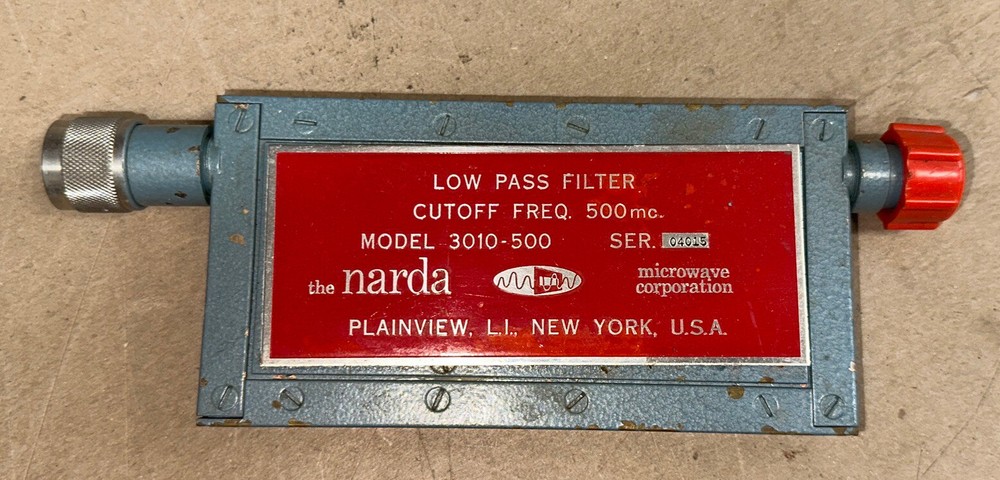 LOW PASS FILTER
CUTOFF FREQ. 500mc.
MODEL 3010-500 SER. 04015
the narda microwave corporation
PLAINVIEW, L.I., NEW YORK, U.S.A.